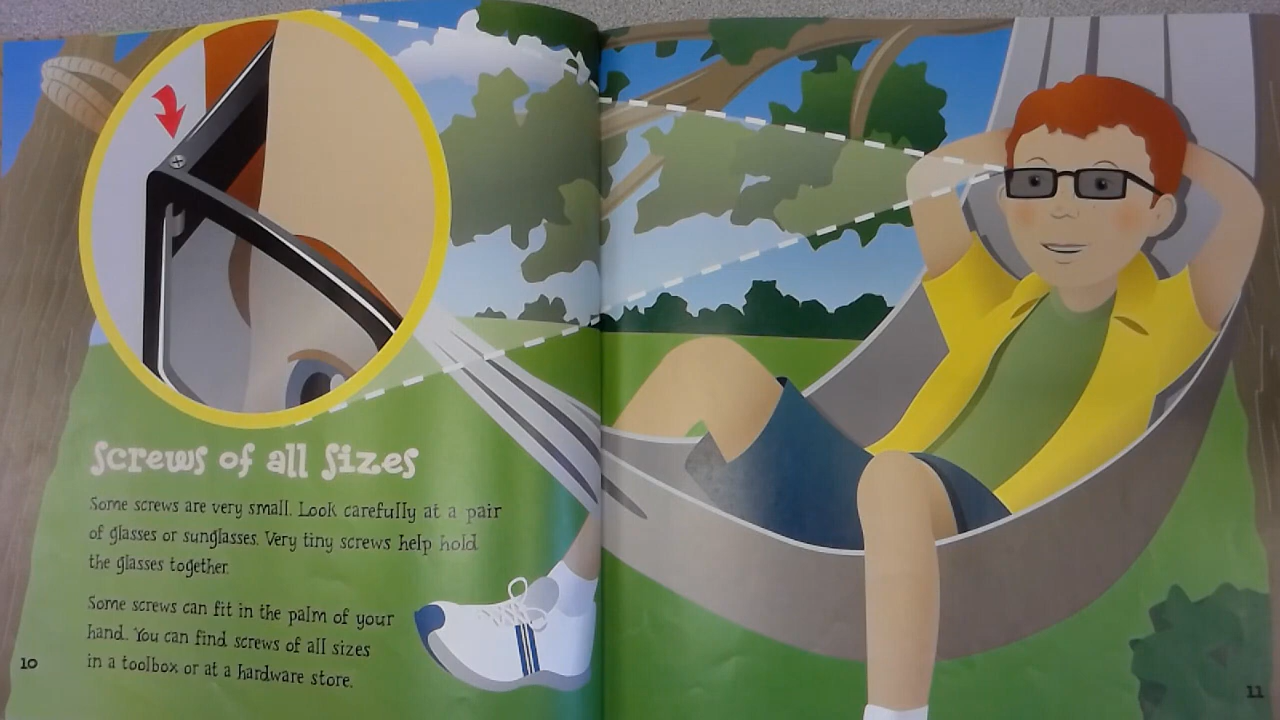 Screws of all Sizes
Some screws are very small. Look carefully at a pair
of glasses or sunglasses. Very tiny screws help hold
the glasses together.
Some screws can fit in the palm of your
hand. You can find screws of all sizes
in a toolbox or at a hardware store.
10
11